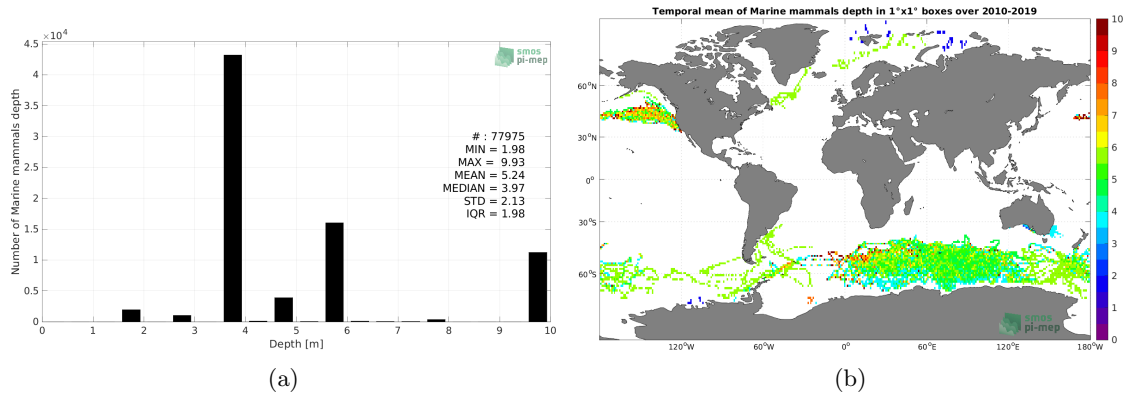 ×10⁴
4.5
4
3.5
3
2.5
2
1.5
1
0.5
0
0 1 2 3 4 5 6 7 8 9 10
Number of Marine mammals depth
Depth [m]
smos
pi-mep
# : 77975
MIN = 1.98
MAX = 9.93
MEAN = 5.24
MEDIAN = 3.97
STD = 2.13
IQR = 1.98
(a)
Temporal mean of Marine mammals depth in 1°x1° boxes over 2010-2019
60°N
30°N
0°
30°S
60°S
120°W 60°W 0° 60°E 120°E 180°W
smos
pi-mep
10
9
8
7
6
5
4
3
2
1
0
(b)